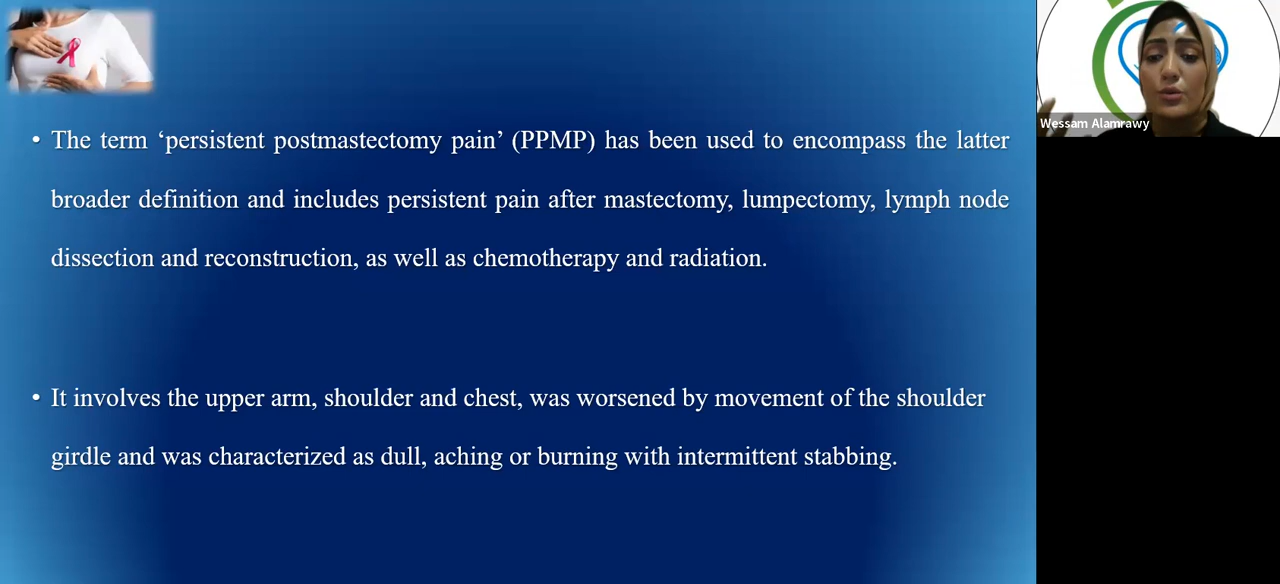 • The term ‘persistent postmastectomy pain’ (PPMP) has been used to encompass the latter
broader definition and includes persistent pain after mastectomy, lumpectomy, lymph node
dissection and reconstruction, as well as chemotherapy and radiation.
• It involves the upper arm, shoulder and chest, was worsened by movement of the shoulder
girdle and was characterized as dull, aching or burning with intermittent stabbing.
Wessam Alamrawy